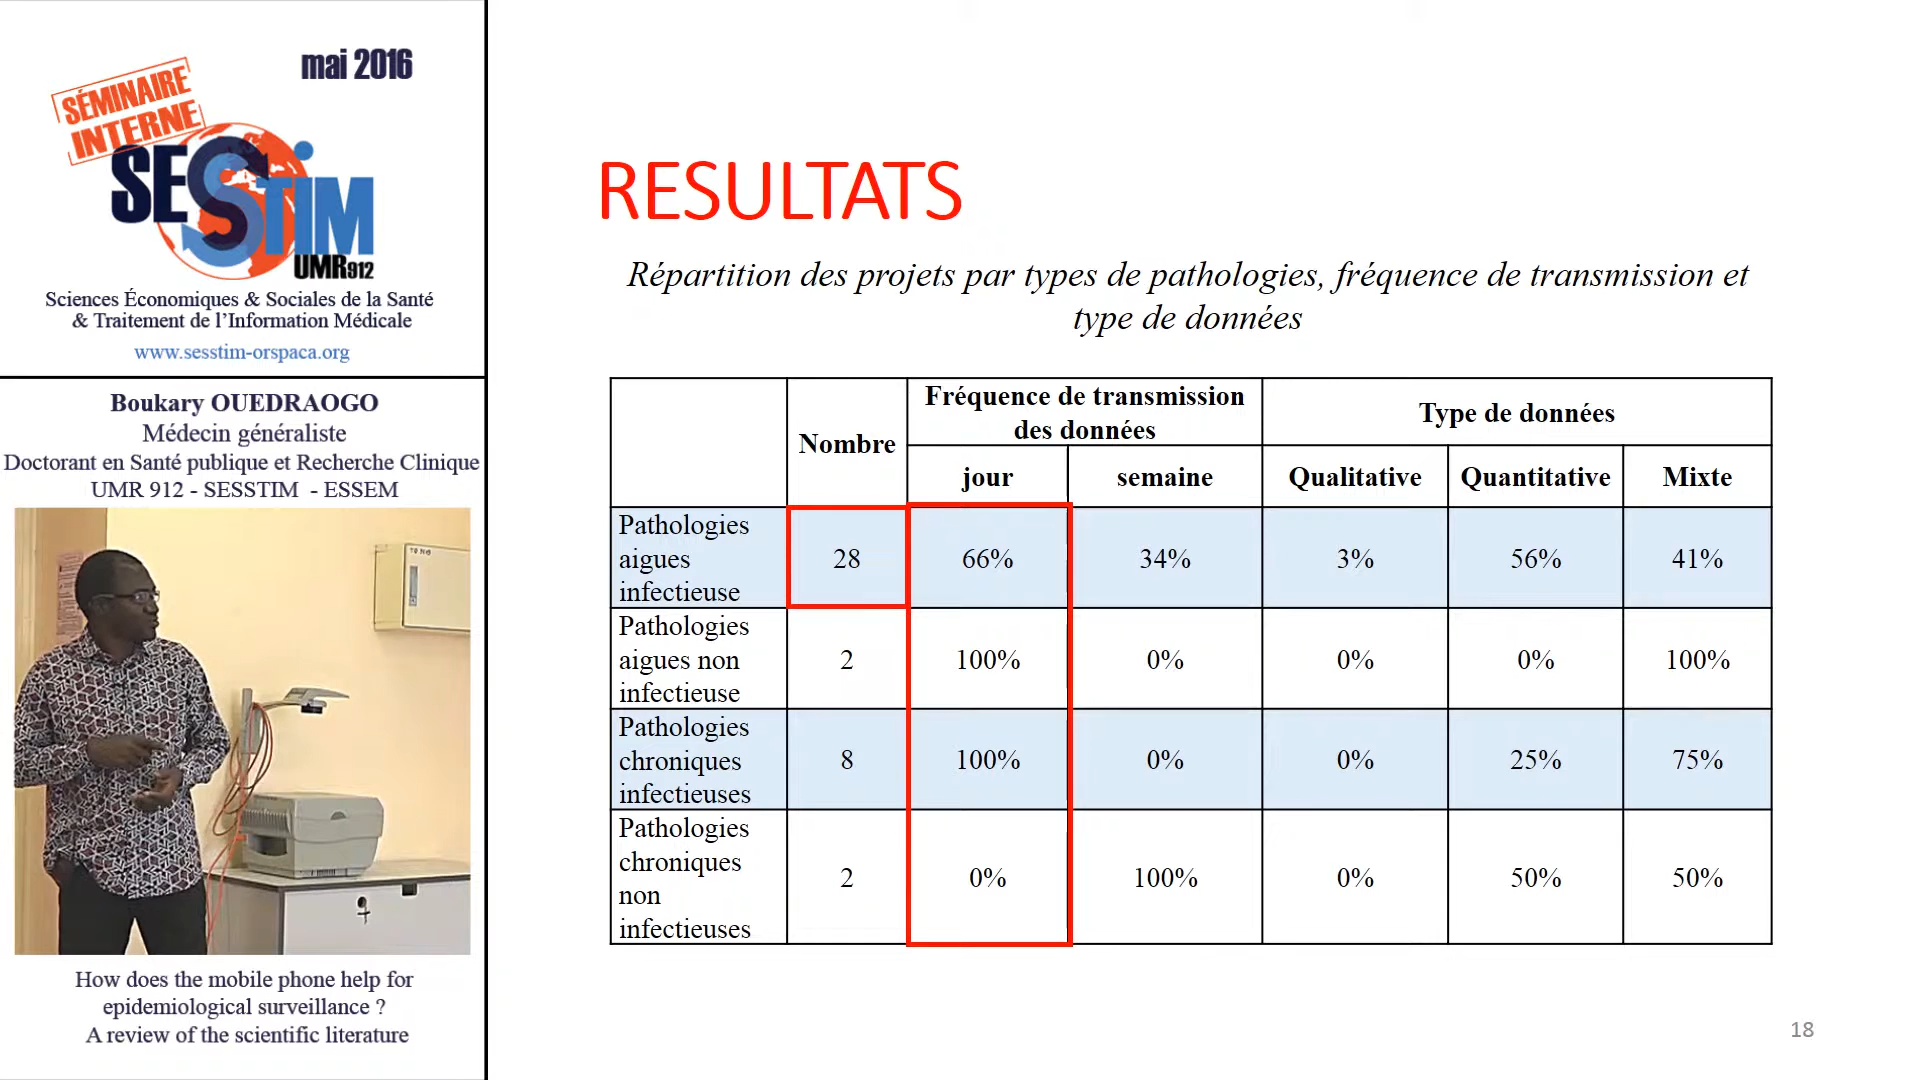 mai 2016
SÉMINAIRE
INTERNE
SESSTIM
UMR912
Sciences Économiques & Sociales de la Santé
& Traitement de l'Information Médicale
www.sesstim-orspaca.org
Boukary OUEDRAOGO
Médecin généraliste
Doctorant en Santé publique et Recherche Clinique
UMR 912 - SESSTIM - ESSEM
How does the mobile phone help for
epidemiological surveillance ?
A review of the scientific literature
RESULTATS
Répartition des projets par types de pathologies, fréquence de transmission et
type de données
Nombre
Fréquence de transmission
des données
Type de données
jour semaine Qualitative Quantitative Mixte
Pathologies
aigues
infectieuse
28 66% 34% 3% 56% 41%
Pathologies
aigues non
infectieuse
2 100% 0% 0% 0% 100%
Pathologies
chroniques
infectieuses
8 100% 0% 0% 25% 75%
Pathologies
chroniques
non
infectieuses
2 0% 100% 0% 50% 50%
18